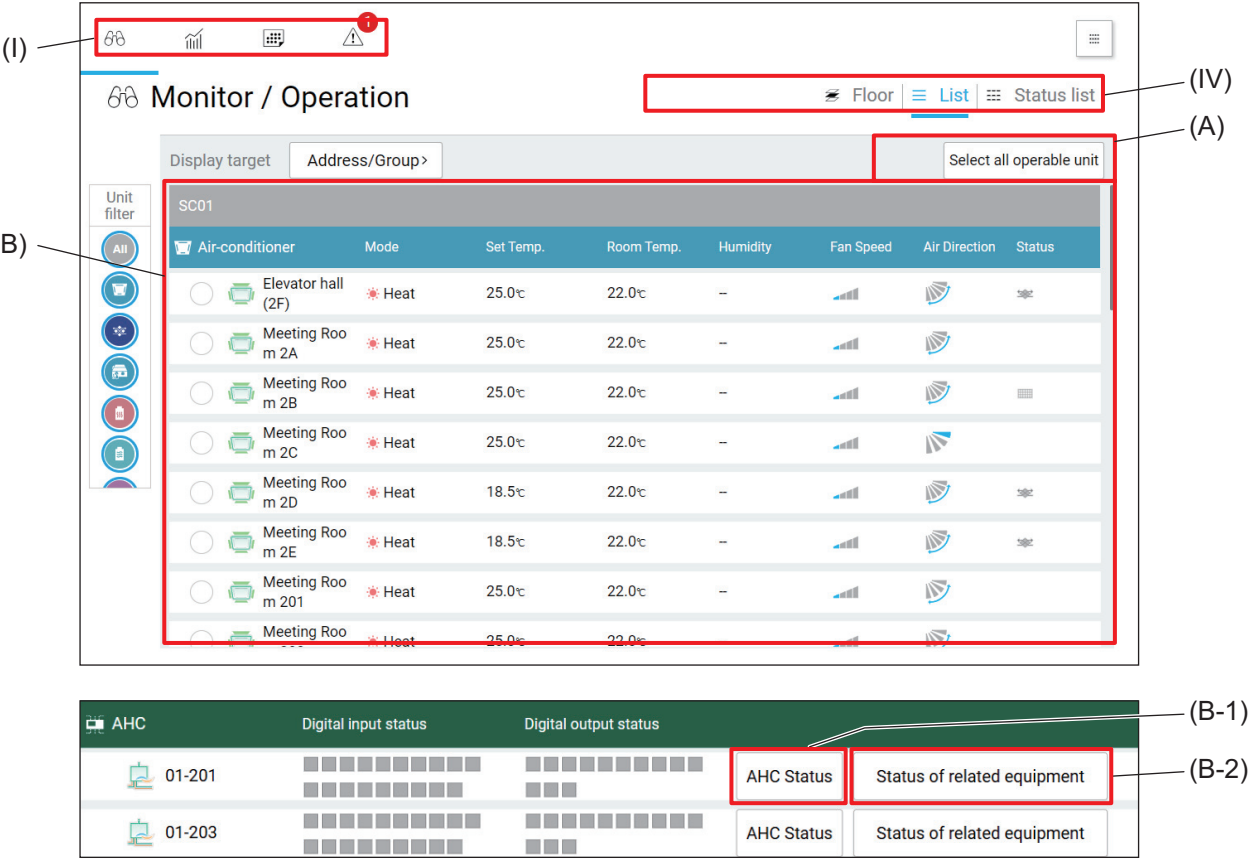 (I)
Monitor / Operation
Floor List Status list
(IV)
(A)
Display target Address/Group> Select all operable unit
Unit
filter
SC01
B)
All
Air-conditioner Mode Set Temp. Room Temp. Humidity Fan Speed Air Direction Status
Elevator hall
(2F) Heat 25.0℃ 22.0℃ --
Meeting Roo
m 2A Heat 25.0℃ 22.0℃ --
Meeting Roo
m 2B Heat 25.0℃ 22.0℃ --
Meeting Roo
m 2C Heat 25.0℃ 22.0℃ --
Meeting Roo
m 2D Heat 18.5℃ 22.0℃ --
Meeting Roo
m 2E Heat 18.5℃ 22.0℃ --
Meeting Roo
m 201 Heat 25.0℃ 22.0℃ --
Meeting Roo
Heat 25.0℃ 22.0℃
(B-1)
AHC Digital input status Digital output status
(B-2)
01-201 AHC Status Status of related equipment
01-203 AHC Status Status of related equipment